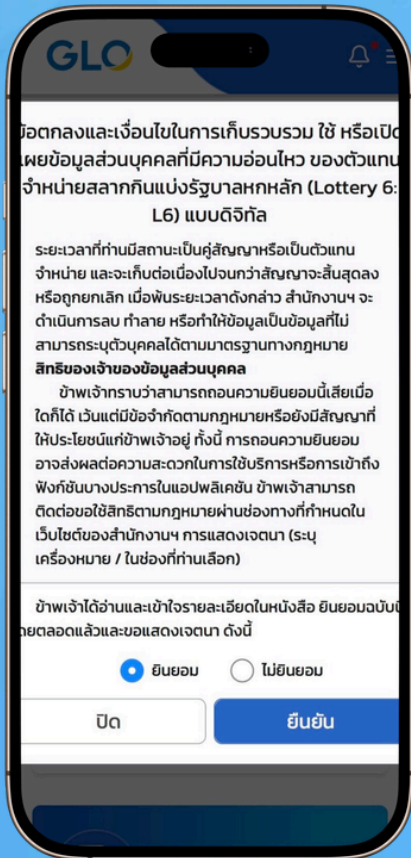 GLO
ข้อตกลงและเงื่อนไขในการเก็บรวบรวม ใช้ หรือเปิด
เผยข้อมูลส่วนบุคคลที่มีความอ่อนไหว ของตัวแทน
จำหน่ายสลากกินแบ่งรัฐบาลหกหลัก (Lottery 6:
L6) แบบดิจิทัล
ระยะเวลาที่ท่านมีสถานะเป็นคู่สัญญาหรือเป็นตัวแทน
จำหน่าย และจะเก็บต่อเนื่องไปจนกว่าสัญญาจะสิ้นสุดลง
หรือถูกยกเลิก เมื่อพ้นระยะเวลาดังกล่าว สำนักงานฯ จะ
ดำเนินการลบ ทำลาย หรือทำให้ข้อมูลเป็นข้อมูลที่ไม่
สามารถระบุตัวบุคคลได้ตามมาตรฐานทางกฎหมาย
สิทธิของเจ้าของข้อมูลส่วนบุคคล
ข้าพเจ้าทราบว่าสามารถถอนความยินยอมนี้เสียเมื่อ
ใดก็ได้ เว้นแต่มีข้อจำกัดตามกฎหมายหรือยังมีสัญญาที่
ให้ประโยชน์แก่ข้าพเจ้าอยู่ ทั้งนี้ การถอนความยินยอม
อาจส่งผลต่อความสะดวกในการใช้บริการหรือการเข้าถึง
ฟังก์ชันบางประการในแอปพลิเคชัน ข้าพเจ้าสามารถ
ติดต่อขอใช้สิทธิตามกฎหมายผ่านช่องทางที่กำหนดใน
เว็บไซต์ของสำนักงานฯ การแสดงเจตนา (ระบุ
เครื่องหมาย / ในช่องที่ท่านเลือก)
ข้าพเจ้าได้อ่านและเข้าใจรายละเอียดในหนังสือ ยินยอมฉบับนี้
โดยตลอดแล้วและขอแสดงเจตนา ดังนี้
ยินยอม
ไม่ยินยอม
ปิด
ยืนยัน